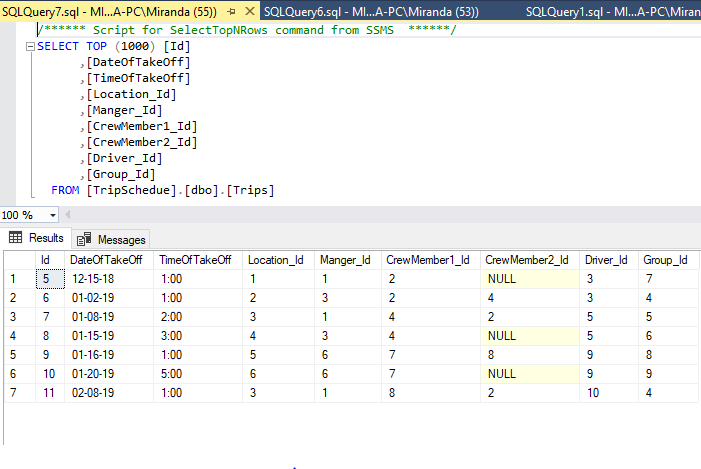 SQLQuery7.sql - MI...A-PC\Miranda (55)) SQLQuery6.sql - MI...A-PC\Miranda (53)) SQLQuery1.sql - MI...A-PC\Miranda
/****** Script for SelectTopNRows command from SSMS ******/
SELECT TOP (1000) [Id]
,[DateOfTakeOff]
,[TimeOfTakeOff]
,[Location_Id]
,[Manger_Id]
,[CrewMember1_Id]
,[CrewMember2_Id]
,[Driver_Id]
,[Group_Id]
FROM [TripSchedue].[dbo].[Trips]
100 %
Results Messages
Id DateOfTakeOff TimeOfTakeOff Location_Id Manger_Id CrewMember1_Id CrewMember2_Id Driver_Id Group_Id
1 5 12-15-18 1:00 1 1 2 NULL 3 7
2 6 01-02-19 1:00 2 3 2 4 3 4
3 7 01-08-19 2:00 3 1 4 2 5 5
4 8 01-15-19 3:00 4 3 4 NULL 5 6
5 9 01-16-19 1:00 5 6 7 8 9 8
6 10 01-20-19 5:00 6 6 7 NULL 9 9
7 11 02-08-19 1:00 3 1 8 2 10 4